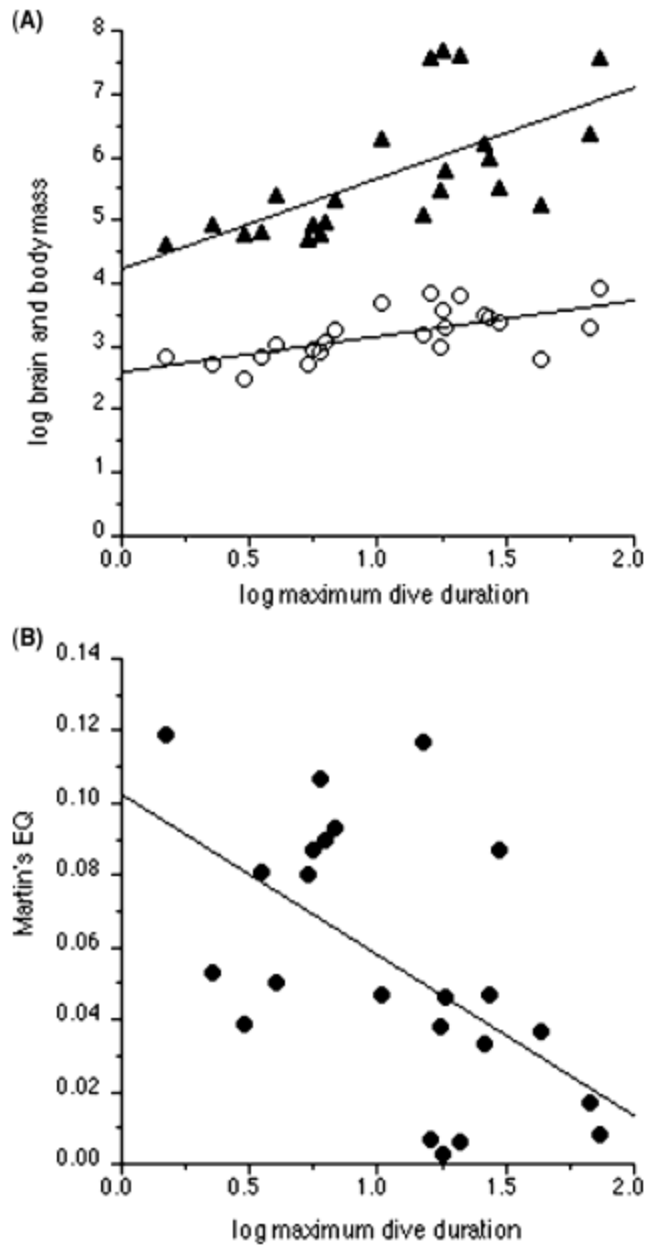 (A)
8
7
6
5
4
3
2
1
0
log brain and body mass
0.0 0.5 1.0 1.5 2.0
log maximum dive duration
(B)
0.14
0.12
0.10
0.08
0.06
0.04
0.02
0.00
Martin's EQ
0.0 0.5 1.0 1.5 2.0
log maximum dive duration